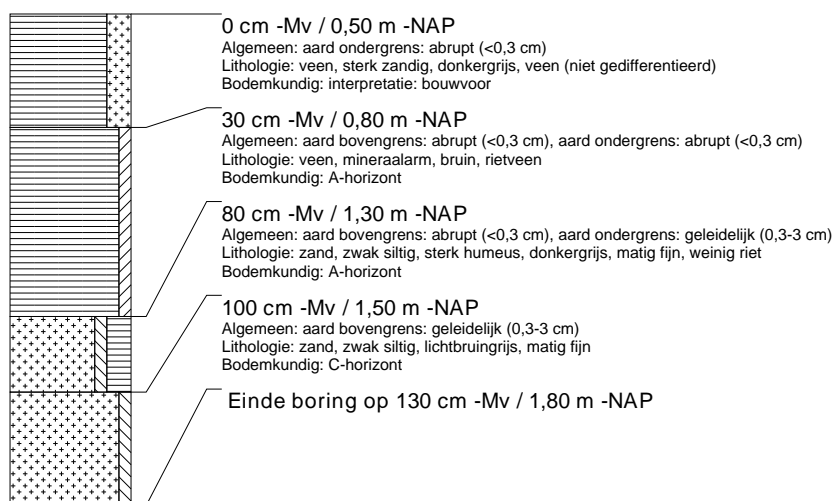 0 cm -Mv / 0,50 m -NAP
Algemeen: aard ondergrens: abrupt (<0,3 cm)
Lithologie: veen, sterk zandig, donkergrijs, veen (niet gedifferentieerd)
Bodemkundig: interpretatie: bouwvoor
30 cm -Mv / 0,80 m -NAP
Algemeen: aard bovengrens: abrupt (<0,3 cm), aard ondergrens: abrupt (<0,3 cm)
Lithologie: veen, mineraalarm, bruin, rietveen
Bodemkundig: A-horizont
80 cm -Mv / 1,30 m -NAP
Algemeen: aard bovengrens: abrupt (<0,3 cm), aard ondergrens: geleidelijk (0,3-3 cm)
Lithologie: zand, zwak siltig, sterk humeus, donkergrijs, matig fijn, weinig riet
Bodemkundig: A-horizont
100 cm -Mv / 1,50 m -NAP
Algemeen: aard bovengrens: geleidelijk (0,3-3 cm)
Lithologie: zand, zwak siltig, lichtbruingrijs, matig fijn
Bodemkundig: C-horizont
Einde boring op 130 cm -Mv / 1,80 m -NAP